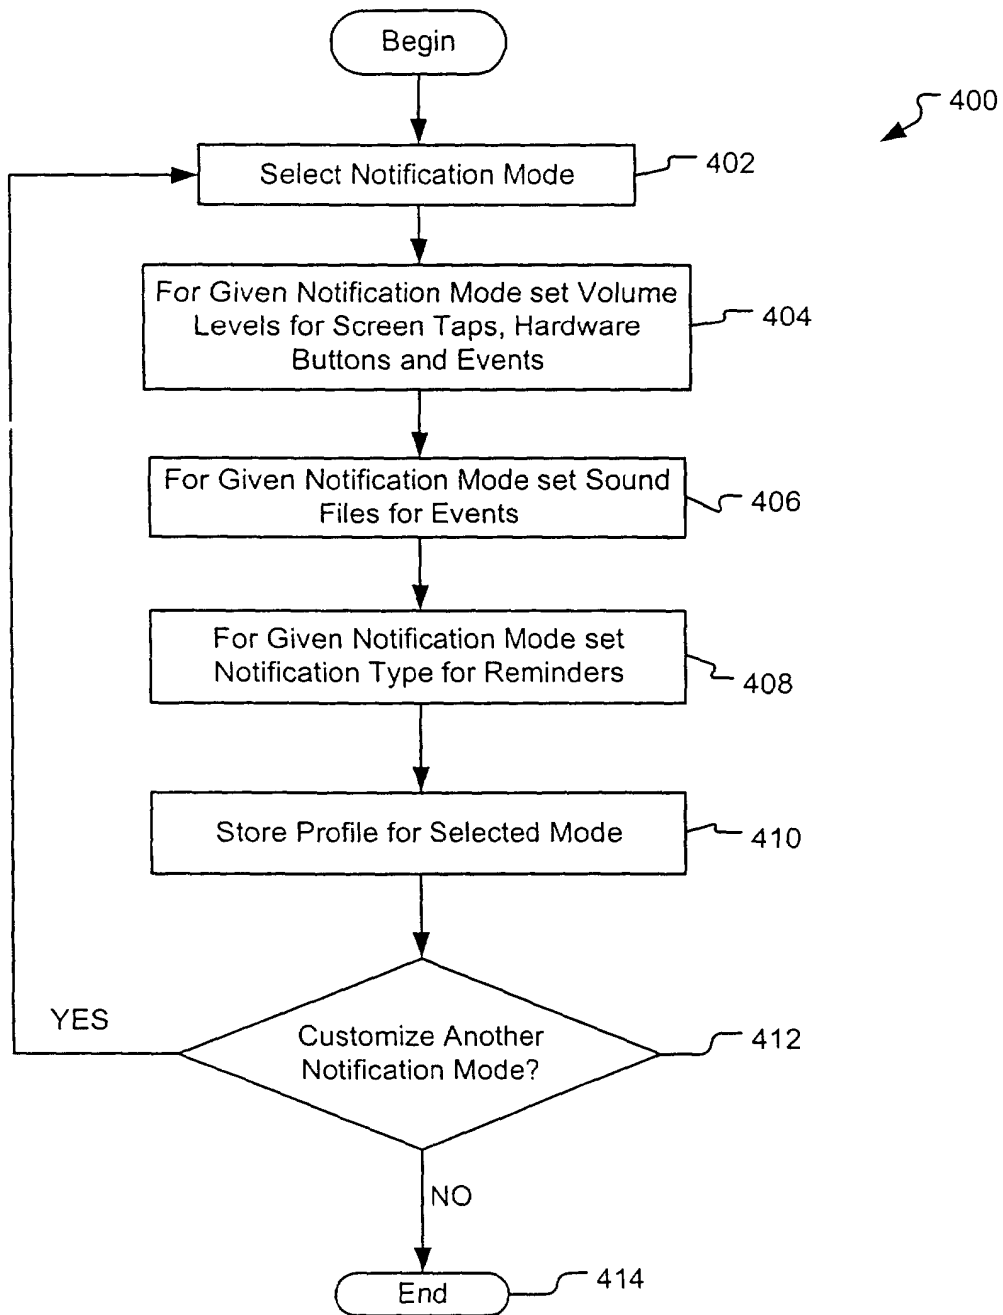 Begin
400
Select Notification Mode
402
For Given Notification Mode set Volume
Levels for Screen Taps, Hardware
Buttons and Events
404
For Given Notification Mode set Sound
Files for Events
406
For Given Notification Mode set
Notification Type for Reminders
408
Store Profile for Selected Mode
410
YES
Customize Another
Notification Mode?
412
NO
End
414